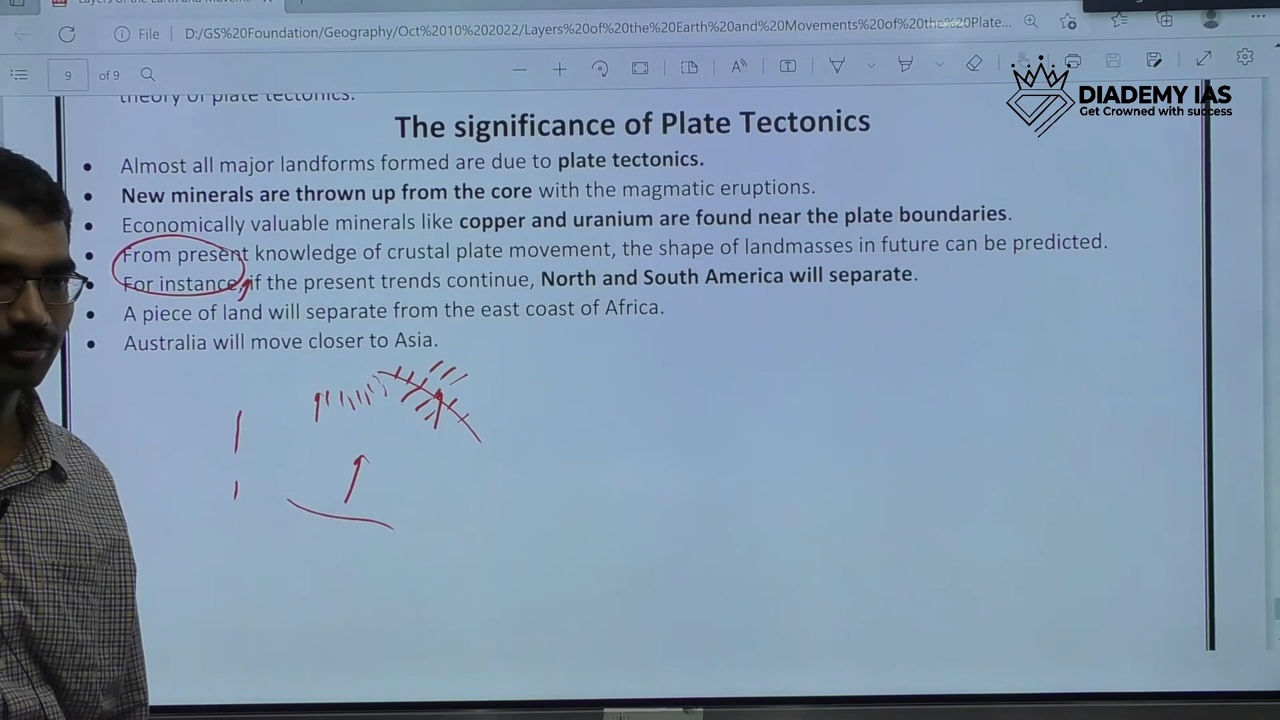 Layers of the Earth and Moveme
File
D:/GS%20Foundation/Geography/Oct%2010%202022/Layers%20of%20the%20Earth%20and%20Movements%20of%20the%20Plate...
9 of 9
DIADEMY IAS
Get Crowned with success
theory of plate tectonics.
The significance of Plate Tectonics
• Almost all major landforms formed are due to plate tectonics.
• New minerals are thrown up from the core with the magmatic eruptions.
• Economically valuable minerals like copper and uranium are found near the plate boundaries.
• From present knowledge of crustal plate movement, the shape of landmasses in future can be predicted.
• For instance, if the present trends continue, North and South America will separate.
• A piece of land will separate from the east coast of Africa.
• Australia will move closer to Asia.